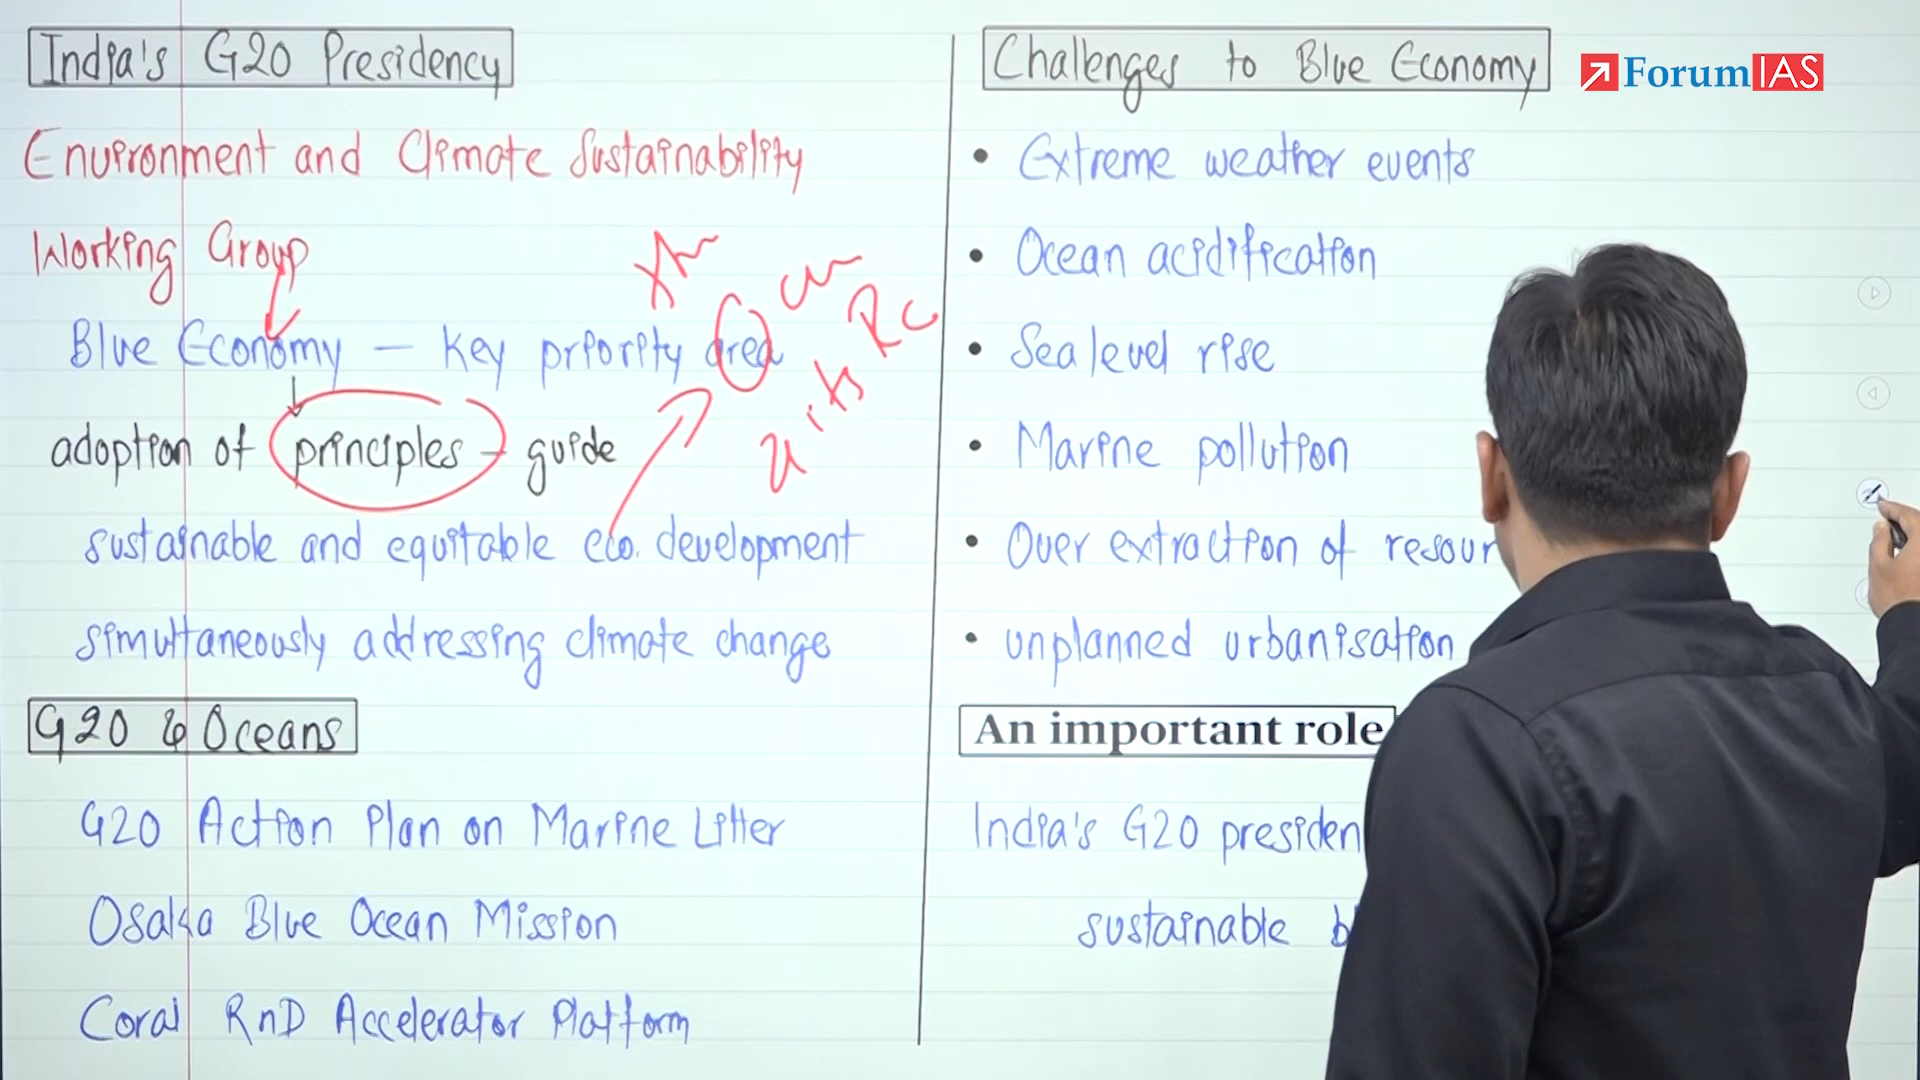 India's G20 Presidency
Environment and Climate Sustainability
Working Group
Blue Economy — Key priority area
adoption of principles - guide
sustainable and equitable eco. development
simultaneously addressing climate change
G20 & Oceans
G20 Action Plan on Marine Litter
Osaka Blue Ocean Mission
Coral RnD Accelerator Platform
Challenges to Blue Economy
• Extreme weather events
• Ocean acidification
• Sea level rise
• Marine pollution
• Over extraction of resour
• unplanned urbanisation
An important role
India's G20 presiden
sustainable b
ForumIAS